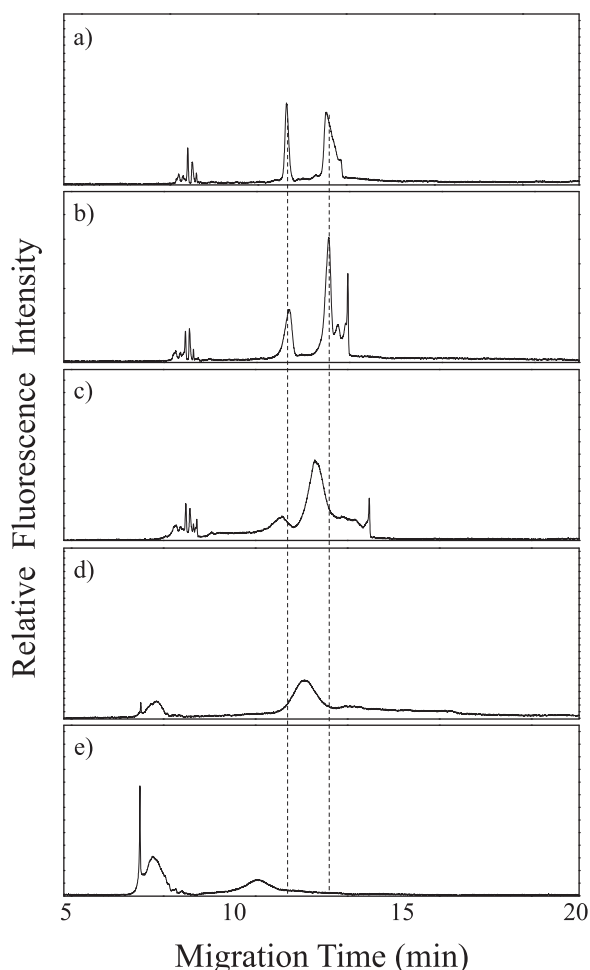 a)
b)
c)
d)
e)
Relative Fluorescence Intensity
5 10 15 20
Migration Time (min)